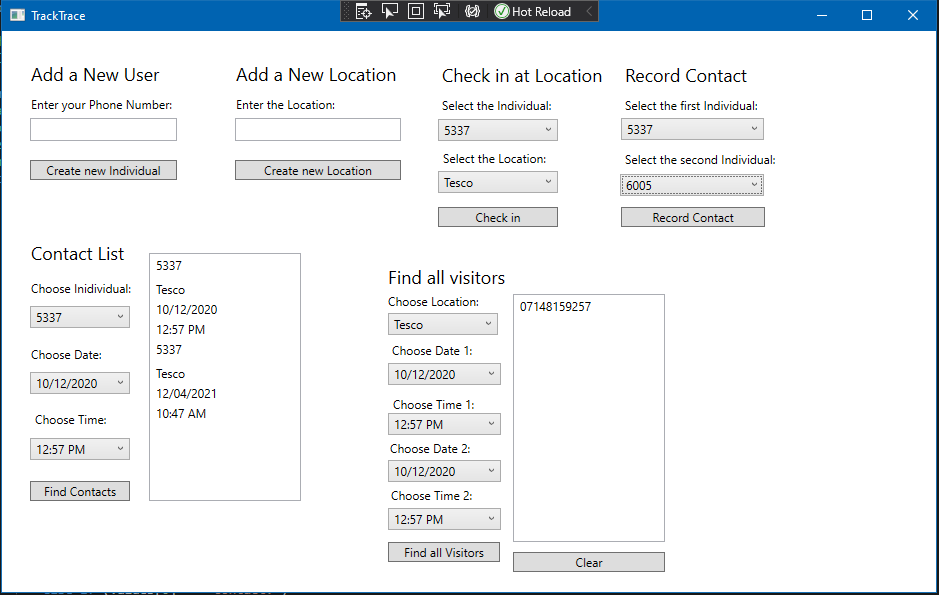 TrackTrace
Hot Reload
Add a New User
Enter your Phone Number:
Create new Individual
Add a New Location
Enter the Location:
Create new Location
Check in at Location
Select the Individual:
5337
Select the Location:
Tesco
Check in
Record Contact
Select the first Individual:
5337
Select the second Individual:
6005
Record Contact
Contact List
Choose Inidividual:
5337
Choose Date:
10/12/2020
Choose Time:
12:57 PM
Find Contacts
5337
Tesco
10/12/2020
12:57 PM
5337
Tesco
12/04/2021
10:47 AM
Find all visitors
Choose Location:
Tesco
Choose Date 1:
10/12/2020
Choose Time 1:
12:57 PM
Choose Date 2:
10/12/2020
Choose Time 2:
12:57 PM
Find all Visitors
07148159257
Clear